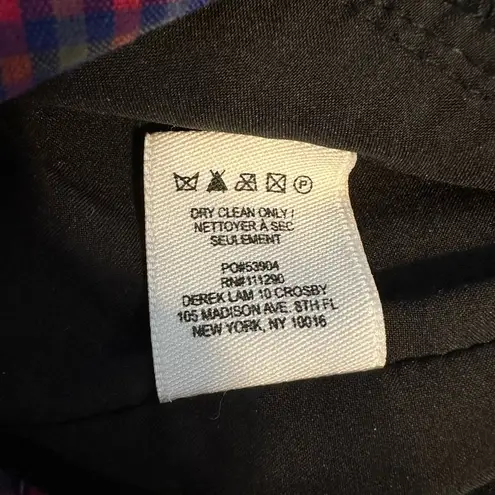 P
DRY CLEAN ONLY /
NETTOYER À SEC
SEULEMENT
PO#53904
RN#111290
DEREK LAM 10 CROSBY
105 MADISON AVE. 8TH FL
NEW YORK, NY 10016